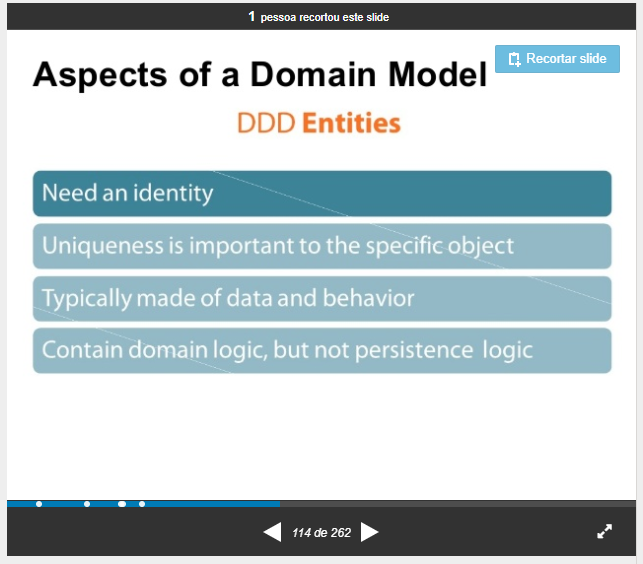 1 pessoa recortou este slide
Aspects of a Domain Model
Recortar slide
DDD Entities
Need an identity
Uniqueness is important to the specific object
Typically made of data and behavior
Contain domain logic, but not persistence logic
114 de 262